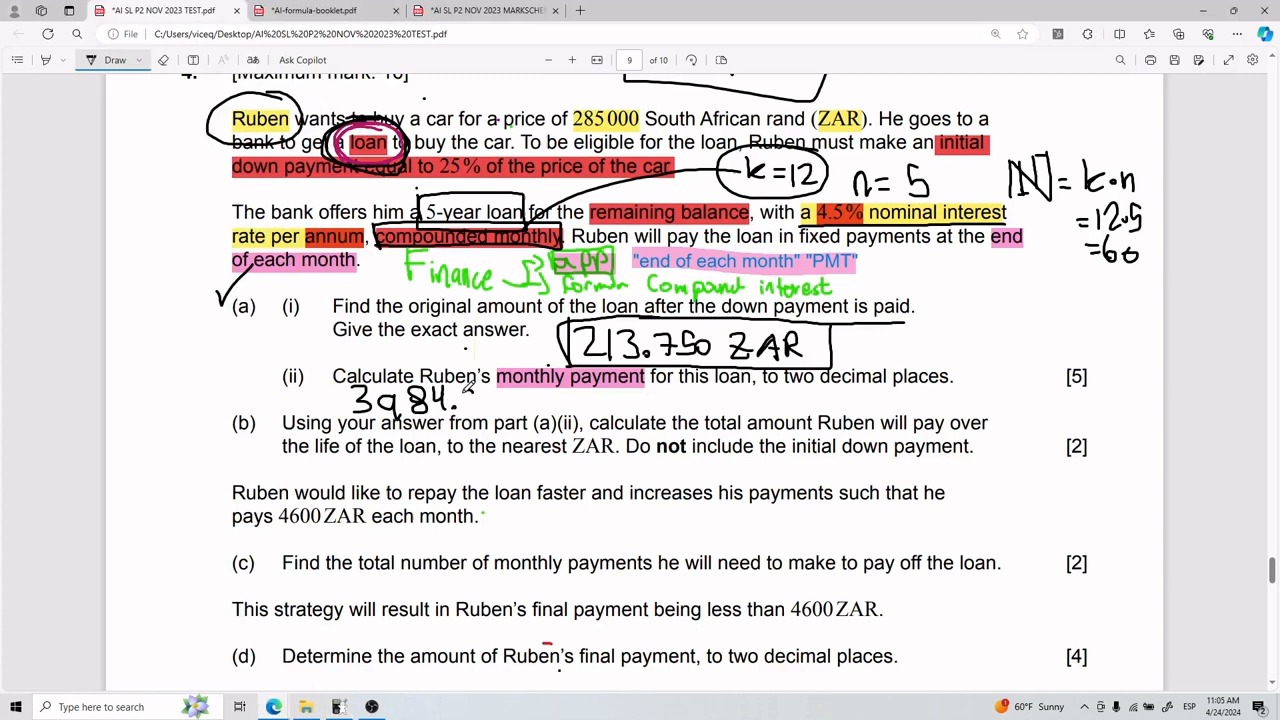 *AI SL P2 NOV 2023 TEST.pdf
*AI-formula-booklet.pdf
*AI SL P2 NOV 2023 MARKSCHE
File
C:/Users/viceq/Desktop/AI%20SL%20P2%20NOV%202023%20TEST.pdf
Draw
Ask Copilot
9 of 10
[Maximum mark: 16]
Ruben wants to buy a car for a price of 285 000 South African rand (ZAR). He goes to a
bank to get a loan to buy the car. To be eligible for the loan, Ruben must make an initial
down payment equal to 25 % of the price of the car.
k=12
n= 5
N = k·n
=12·5
=60
The bank offers him a 5-year loan for the remaining balance, with a 4.5% nominal interest
rate per annum, compounded monthly. Ruben will pay the loan in fixed payments at the end
of each month.
Finance
app
"end of each month" "PMT"
formula Compound interest
(a) (i) Find the original amount of the loan after the down payment is paid.
Give the exact answer.
213.750 ZAR
(ii) Calculate Ruben's monthly payment for this loan, to two decimal places. [5]
3984.
(b) Using your answer from part (a)(ii), calculate the total amount Ruben will pay over
the life of the loan, to the nearest ZAR. Do not include the initial down payment. [2]
Ruben would like to repay the loan faster and increases his payments such that he
pays 4600 ZAR each month.
(c) Find the total number of monthly payments he will need to make to pay off the loan. [2]
This strategy will result in Ruben's final payment being less than 4600 ZAR.
(d) Determine the amount of Ruben's final payment, to two decimal places. [4]
Type here to search
60°F Sunny
ESP
11:05 AM
4/24/2024
2